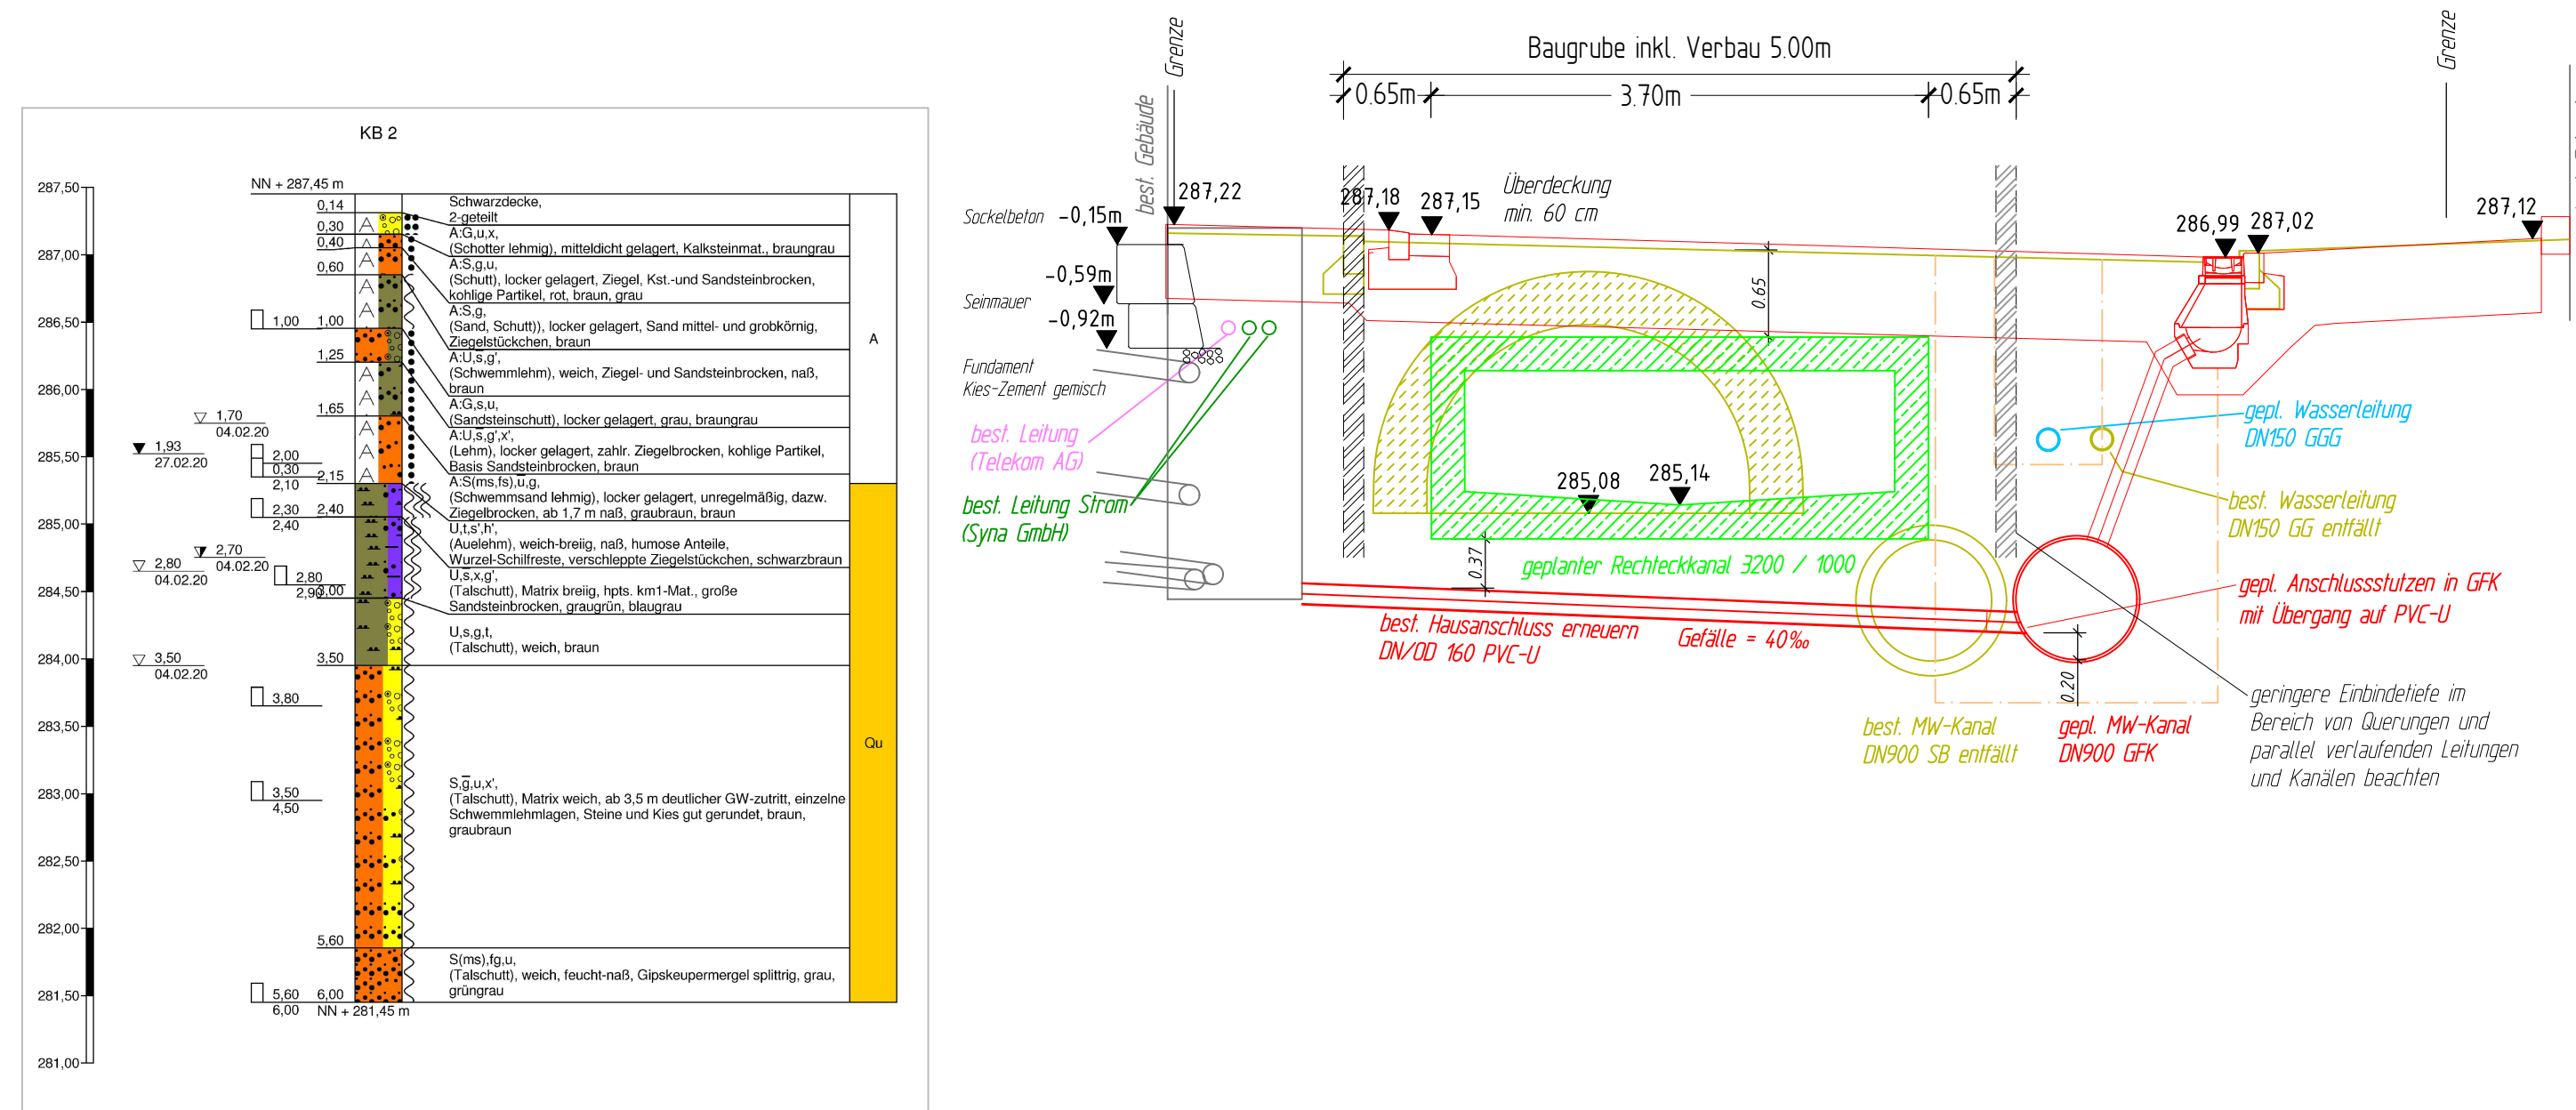 KB 2
NN + 287,45 m
287,50
287,00
286,50
286,00
285,50
285,00
284,50
284,00
283,50
283,00
282,50
282,00
281,50
281,00
0,14
0,30
0,40
0,60
1,00 1,00
1,25
1,65
1,70
04.02.20
1,93
27.02.20
2,00
0,30
2,10
2,15
2,30 2,40
2,40
2,70
04.02.20
2,80
04.02.20
2,80
2,90
3,00
3,50
04.02.20
3,50
3,80
3,50
4,50
5,60
5,60 6,00
6,00
NN + 281,45 m
Schwarzdecke,
2-geteilt
A:G,u,x,
(Schotter lehmig), mitteldicht gelagert, Kalksteinmat., braungrau
A:S,g,u,
(Schutt), locker gelagert, Ziegel, Kst.-und Sandsteinbrocken,
kohlige Partikel, rot, braun, grau
A:S,g,
(Sand, Schutt)), locker gelagert, Sand mittel- und grobkörnig,
Ziegelstückchen, braun
A:U,s̅,g',
(Schwemmlehm), weich, Ziegel- und Sandsteinbrocken, naß,
braun
A:G,s,u,
(Sandsteinschutt), locker gelagert, grau, braungrau
A:U,s̅,g',x',
(Lehm), locker gelagert, zahlr. Ziegelbrocken, kohlige Partikel,
Basis Sandsteinbrocken, braun
A:S(ms,fs),u̅,g,
(Schwemmsand lehmig), locker gelagert, unregelmäßig, dazw.
Ziegelbrocken, ab 1,7 m naß, graubraun, braun
U,t,s',h',
(Auelehm), weich-breiig, naß, humose Anteile,
Wurzel-Schilfreste, verschleppte Ziegelstückchen, schwarzbraun
U,s̅,x,g',
(Talschutt), Matrix breiig, hpts. km1-Mat., große
Sandsteinbrocken, graugrün, blaugrau
U,s,g,t,
(Talschutt), weich, braun
S,g̅,u,x',
(Talschutt), Matrix weich, ab 3,5 m deutlicher GW-zutritt, einzelne
Schwemmlehmlagen, Steine und Kies gut gerundet, braun,
graubraun
S(ms),fg,u,
(Talschutt), weich, feucht-naß, Gipskeupermergel splittrig, grau,
grüngrau
A
Qu
Grenze
best. Gebäude
Baugrube inkl. Verbau 5.00m
0.65m 3.70m 0.65m
Grenze
287,22
287,18
287,15
Überdeckung
min. 60 cm
286,99
287,02
287,12
Sockelbeton -0,15m
-0,59m
Seinmauer
-0,92m
Fundament
Kies-Zement gemisch
0.65
best. Leitung
(Telekom AG)
best. Leitung Strom
(Syna GmbH)
285,08
285,14
0.37
geplanter Rechteckkanal 3200 / 1000
gepl. Wasserleitung
DN150 GGG
best. Wasserleitung
DN150 GG entfällt
gepl. Anschlussstutzen in GFK
mit Übergang auf PVC-U
best. Hausanschluss erneuern
DN/OD 160 PVC-U
Gefälle = 40‰
0.20
best. MW-Kanal
DN900 SB entfällt
gepl. MW-Kanal
DN900 GFK
geringere Einbindetiefe im
Bereich von Querungen und
parallel verlaufenden Leitungen
und Kanälen beachten